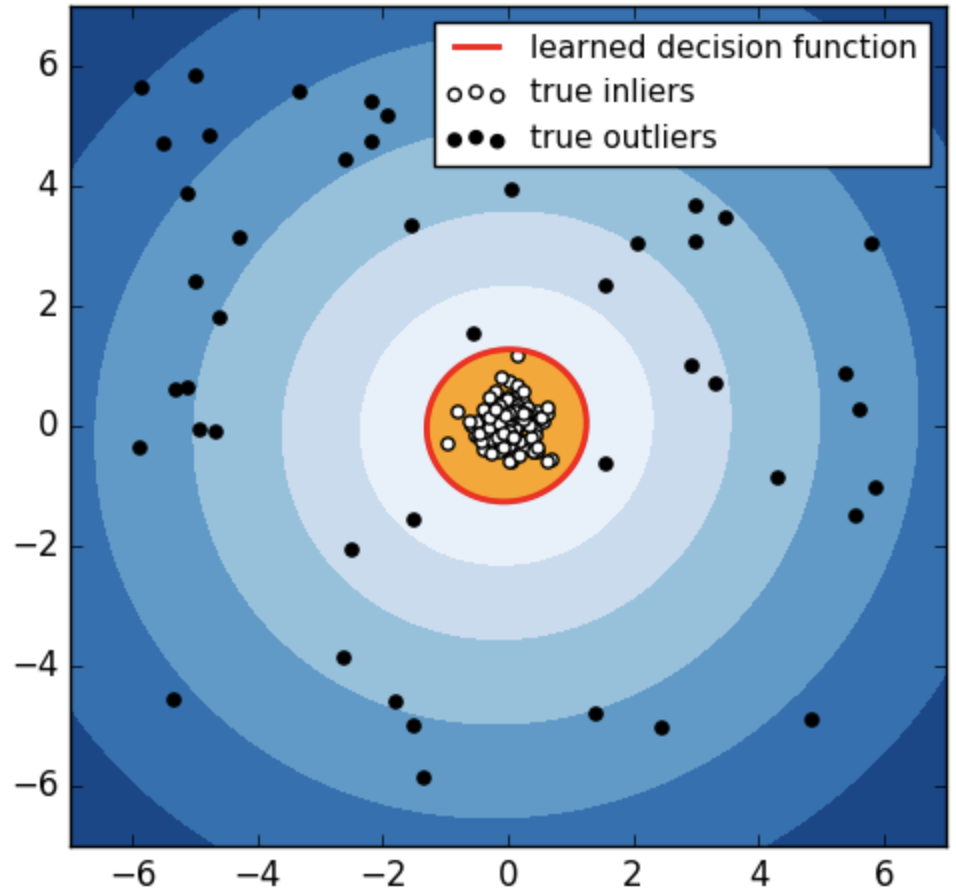 learned decision function
true inliers
true outliers
6
4
2
0
−2
−4
−6
−6 −4 −2 0 2 4 6